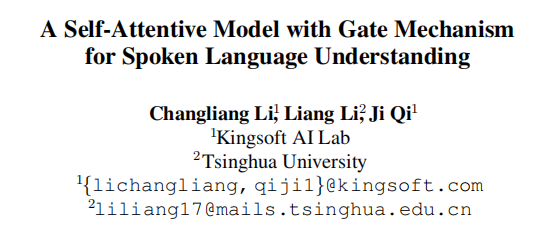 A Self-Attentive Model with Gate Mechanism
for Spoken Language Understanding
Changliang Li¹, Liang Li², Ji Qi¹
¹Kingsoft AI Lab
²Tsinghua University
¹{lichangliang, qiji1}@kingsoft.com
²liliang17@mails.tsinghua.edu.cn